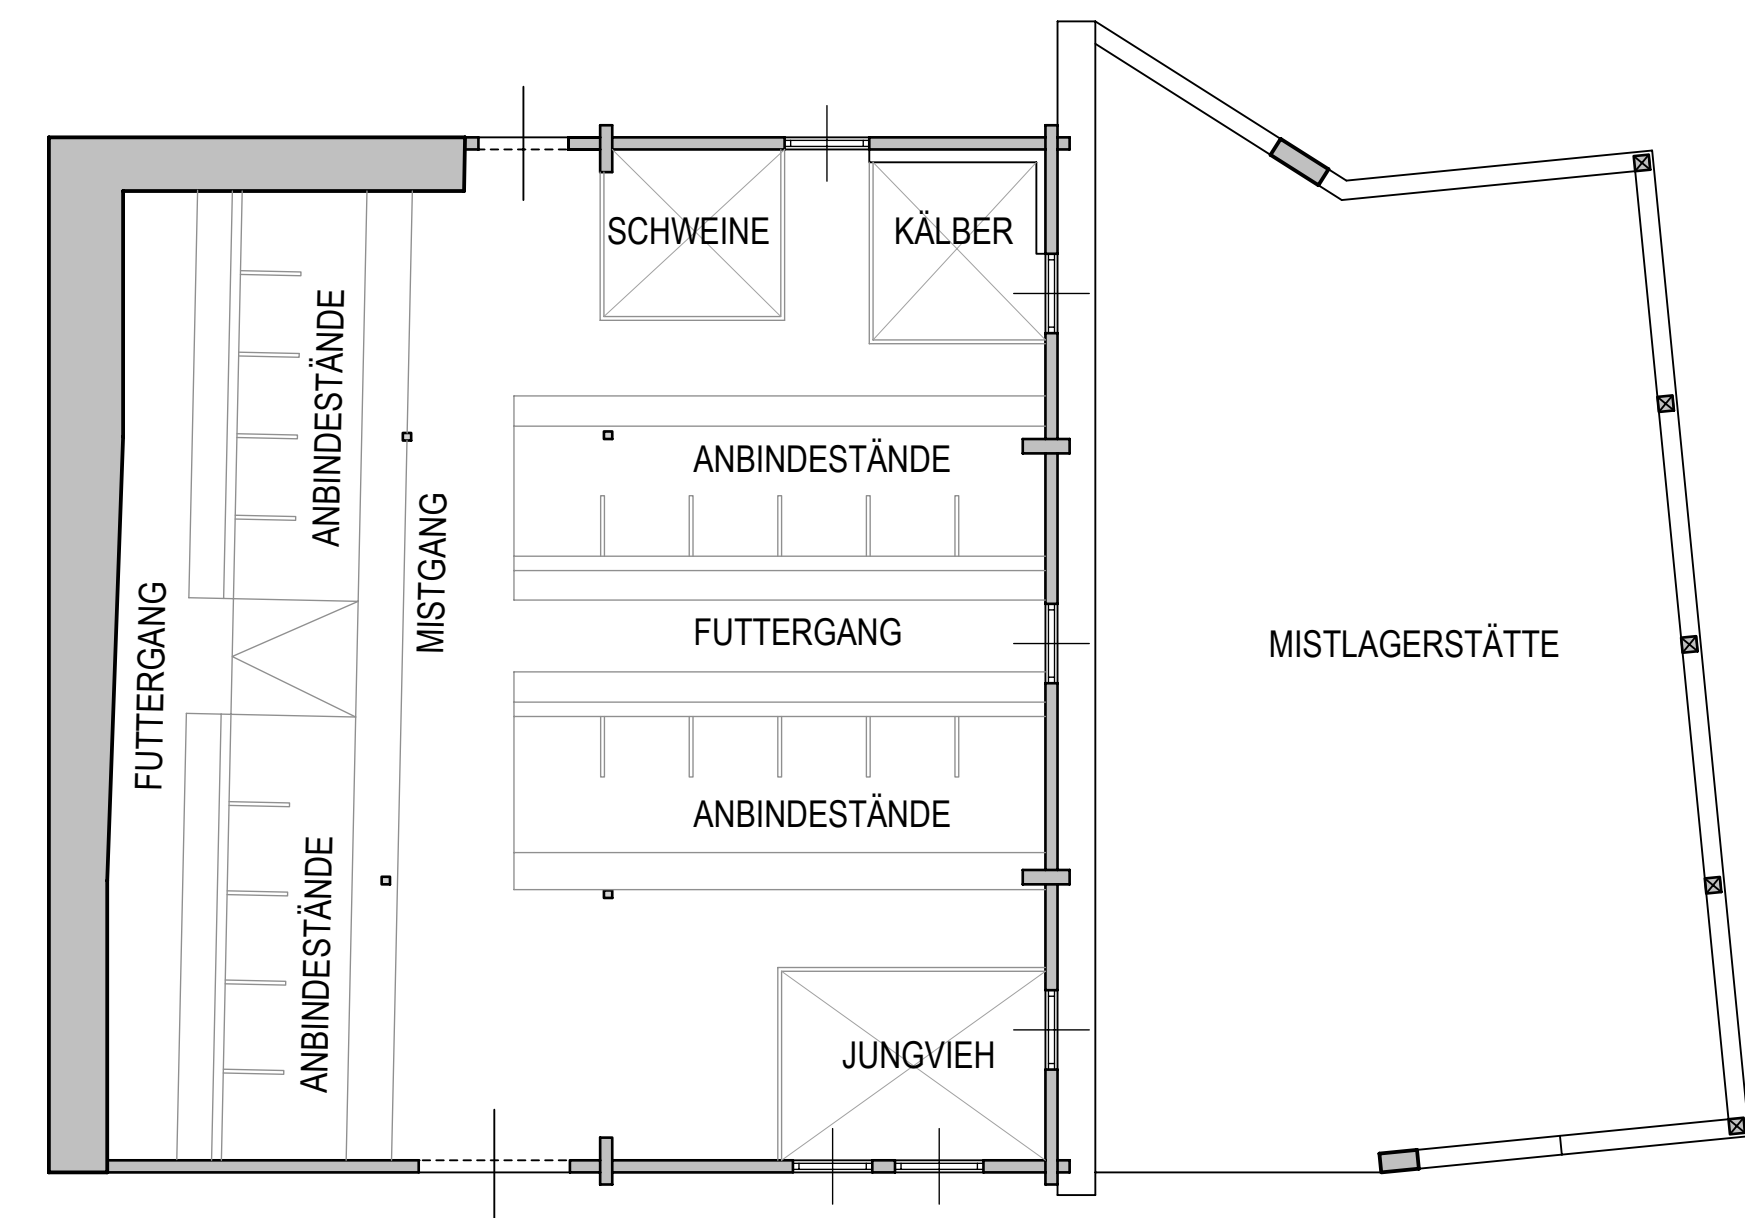 SCHWEINE
KÄLBER
ANBINDESTÄNDE
ANBINDESTÄNDE
MISTGANG
FUTTERGANG
FUTTERGANG
MISTLAGERSTÄTTE
ANBINDESTÄNDE
ANBINDESTÄNDE
JUNGVIEH